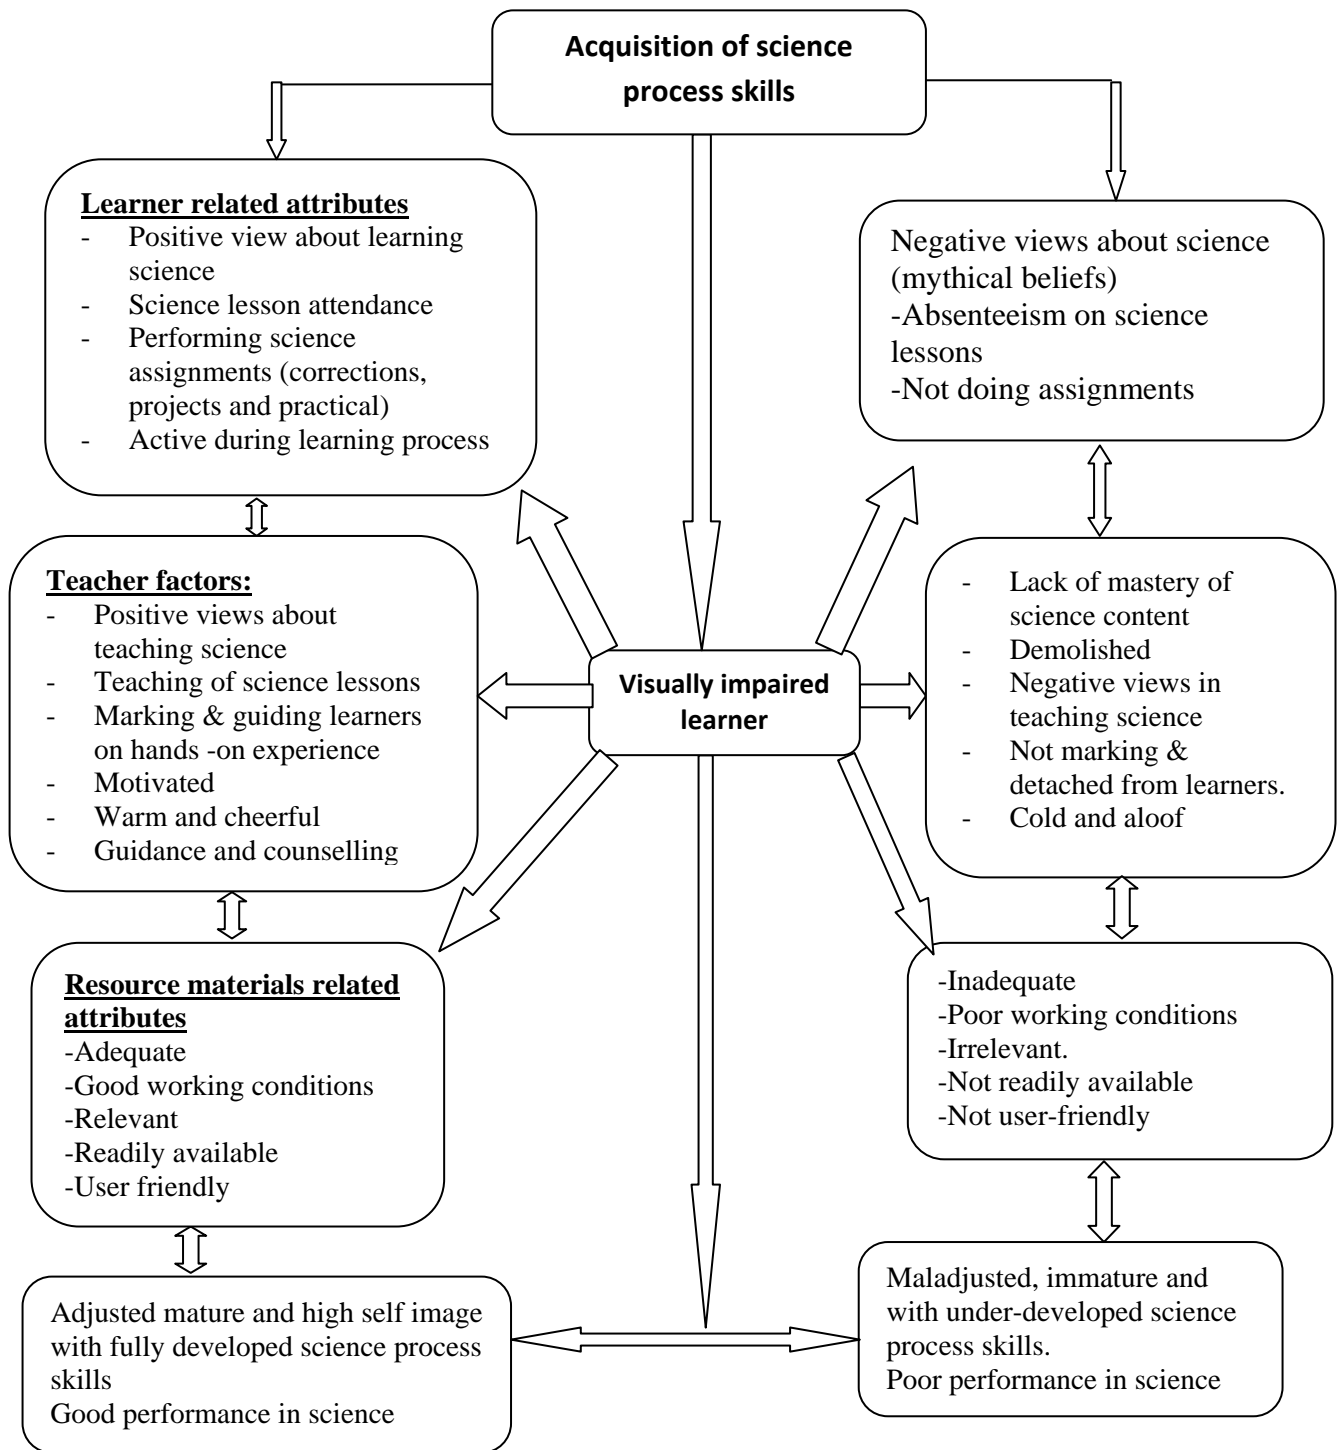 Acquisition of science
process skills
Learner related attributes
- Positive view about learning
science
- Science lesson attendance
- Performing science
assignments (corrections,
projects and practical)
- Active during learning process
Negative views about science
(mythical beliefs)
-Absenteeism on science
lessons
-Not doing assignments
Teacher factors:
- Positive views about
teaching science
- Teaching of science lessons
- Marking & guiding learners
on hands -on experience
- Motivated
- Warm and cheerful
- Guidance and counselling
Visually impaired
learner
- Lack of mastery of
science content
- Demolished
- Negative views in
teaching science
- Not marking &
detached from learners.
- Cold and aloof
Resource materials related
attributes
-Adequate
-Good working conditions
-Relevant
-Readily available
-User friendly
-Inadequate
-Poor working conditions
-Irrelevant.
-Not readily available
-Not user-friendly
Adjusted mature and high self image
with fully developed science process
skills
Good performance in science
Maladjusted, immature and
with under-developed science
process skills.
Poor performance in science